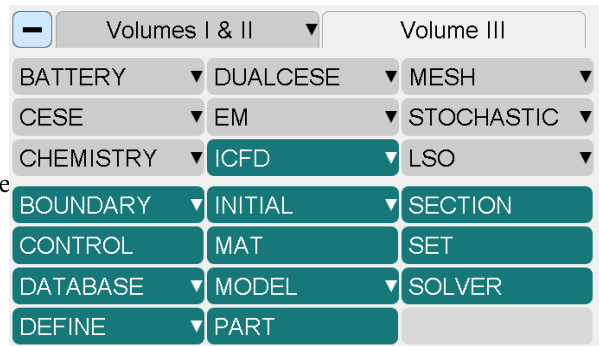 − Volumes I & II ▼ Volume III
BATTERY ▼ DUALCESE ▼ MESH ▼
CESE ▼ EM ▼ STOCHASTIC ▼
CHEMISTRY ▼ ICFD ▼ LSO ▼
e
BOUNDARY ▼ INITIAL ▼ SECTION
CONTROL MAT SET
DATABASE ▼ MODEL ▼ SOLVER
DEFINE ▼ PART